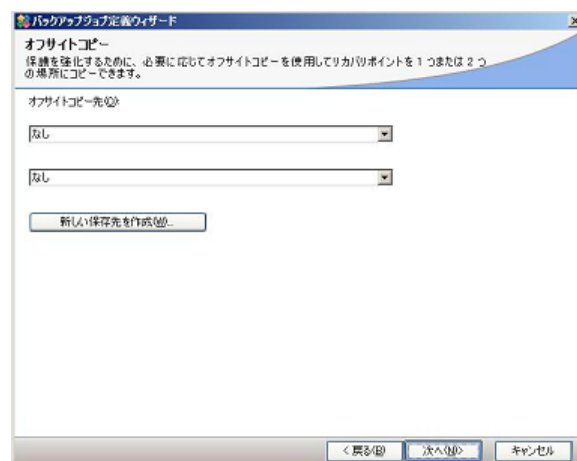 バックアップジョブ定義ウィザード
オフサイトコピー
保護を強化するために、必要に応じてオフサイトコピーを使用してリカバリポイントを1つまたは2つ
の場所にコピーできます。
オフサイトコピー先(O):
なし
なし
新しい保存先を作成(W)...
< 戻る(B)
次へ(N)>
キャンセル